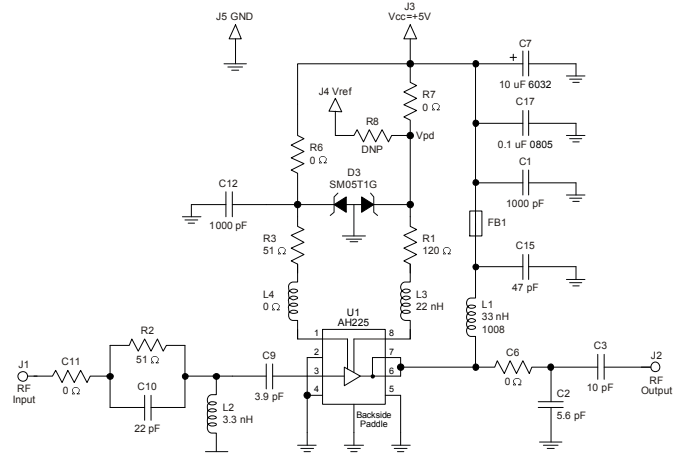 J3
Vcc=+5V
J5 GND
C7
+
10 uF 6032
J4 Vref
R7
0 Ω
R8
DNP
Vpd
C17
0.1 uF 0805
R6
0 Ω
D3
SM05T1G
C1
1000 pF
C12
1000 pF
FB1
R3
51 Ω
R1
120 Ω
C15
47 pF
L4
0 Ω
L3
22 nH
L1
33 nH
1008
U1
AH225
1
8
2
7
3
6
4
5
Backside
Paddle
R2
51 Ω
J1
RF
Input
C11
0 Ω
C10
22 pF
C9
3.9 pF
L2
3.3 nH
C6
0 Ω
C3
10 pF
J2
RF
Output
C2
5.6 pF